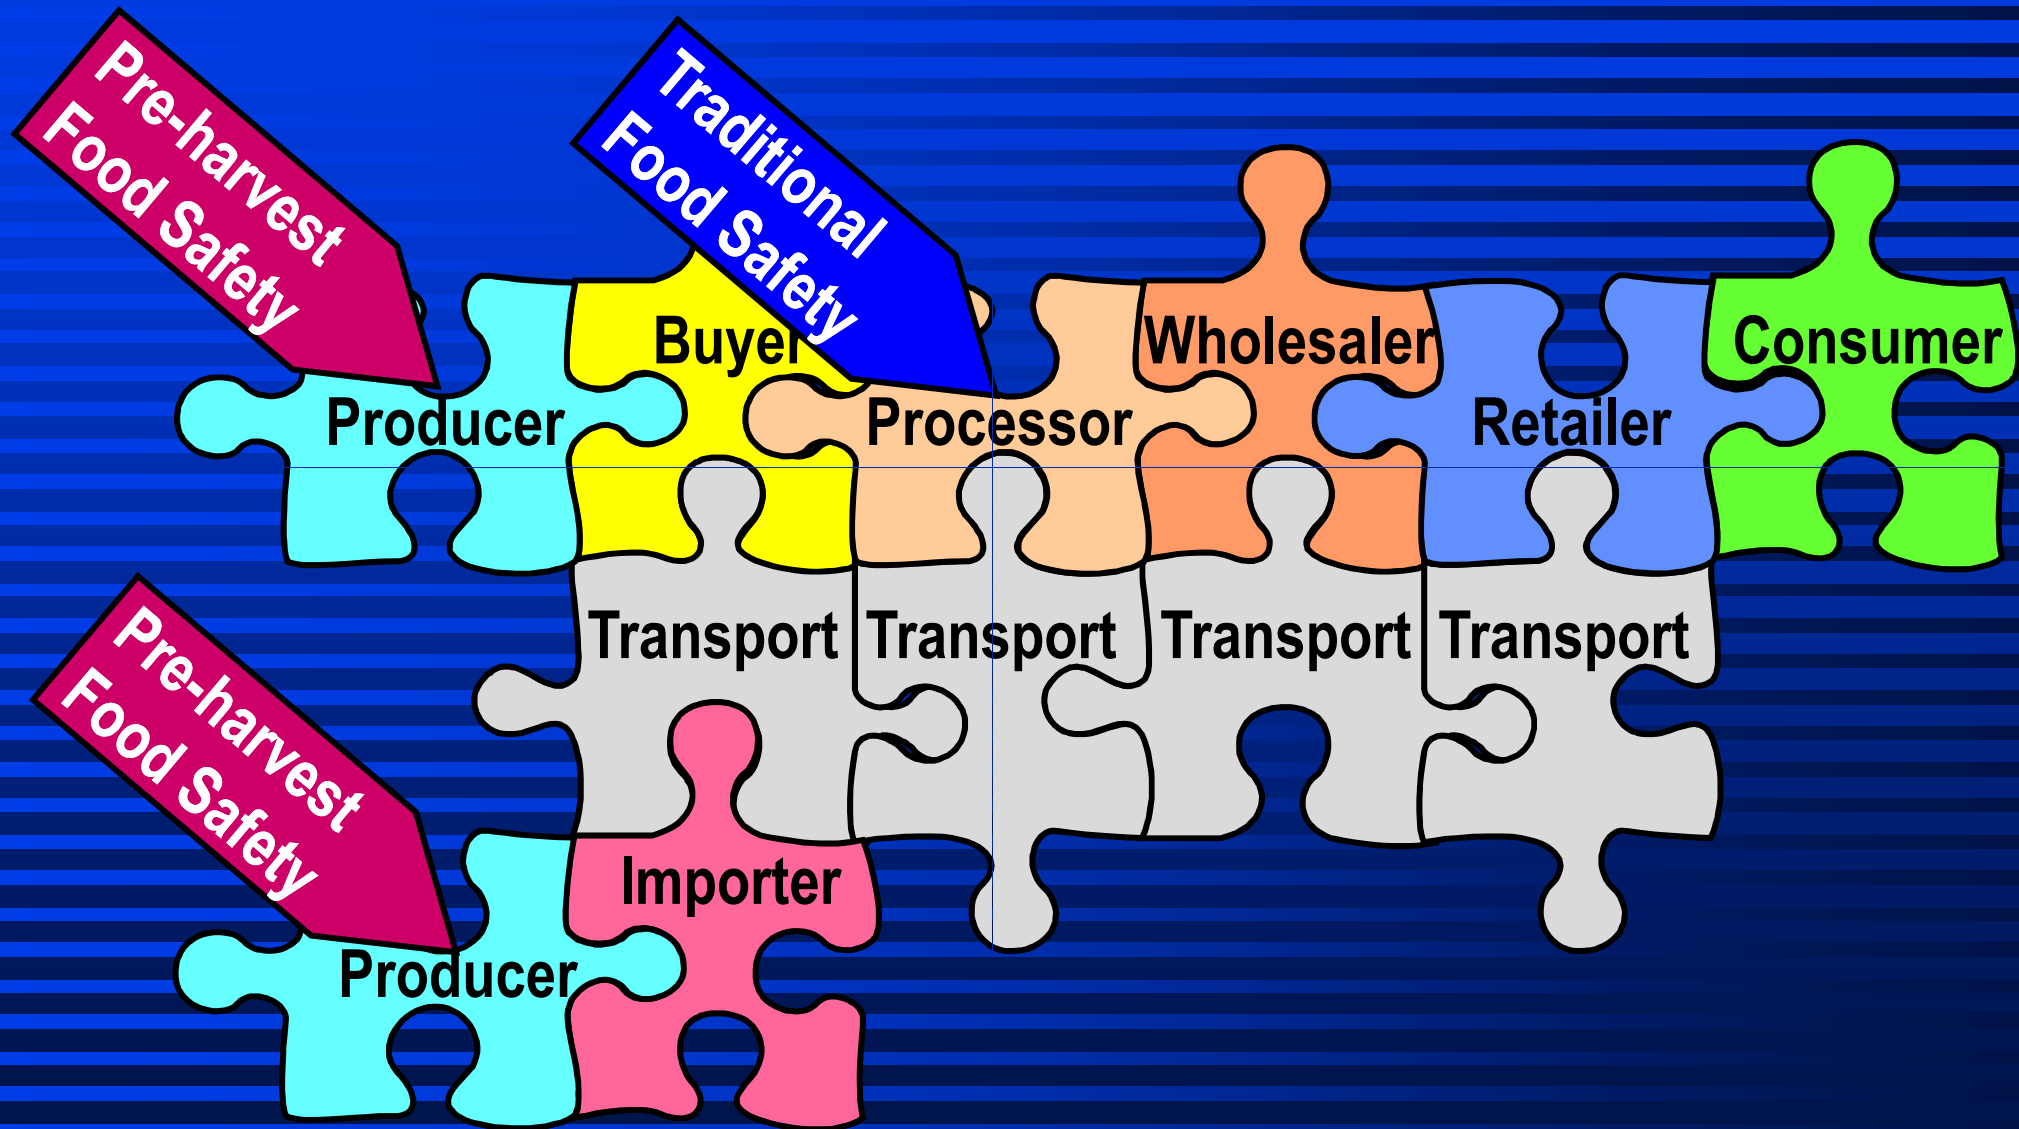 Pre-harvest
Food Safety
Traditional
Food Safety
Buyer
Wholesaler
Consumer
Producer
Processor
Retailer
Transport
Transport
Transport
Transport
Pre-harvest
Food Safety
Importer
Producer